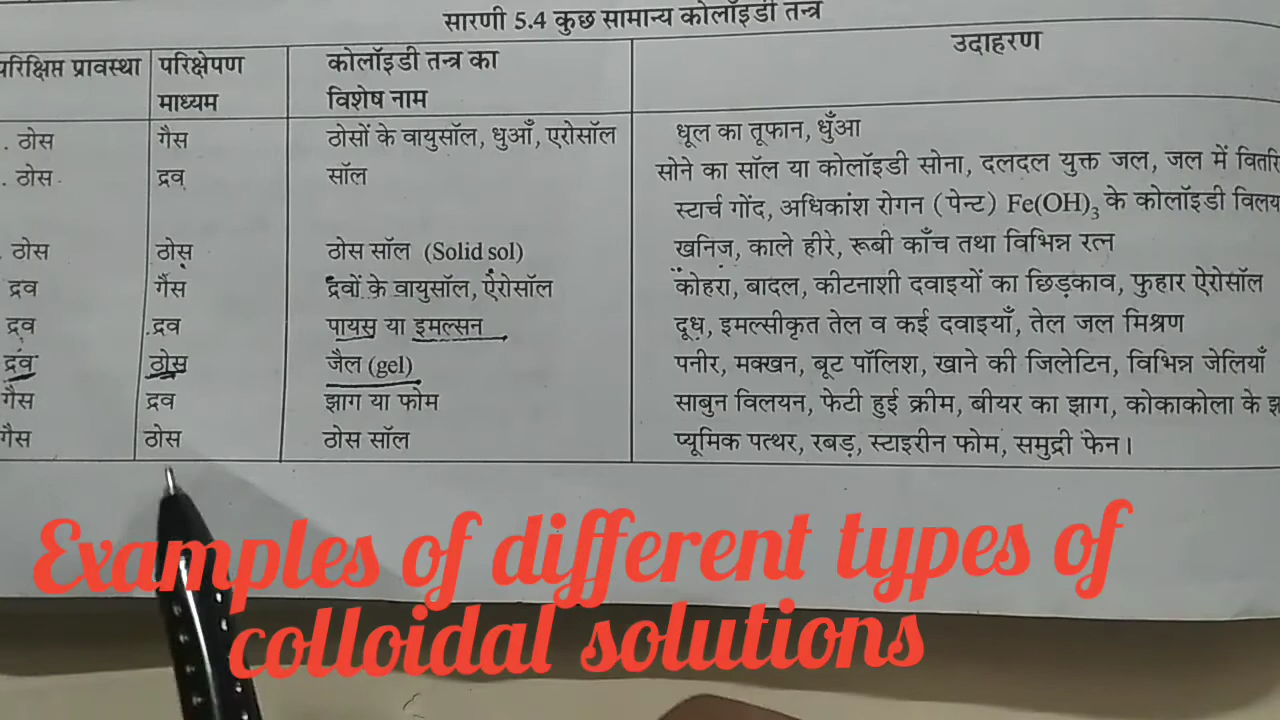 सारणी 5.4 कुछ सामान्य कोलॉइडी तन्त्र
परिक्षिप्त प्रावस्था परिक्षेपण माध्यम कोलॉइडी तन्त्र का विशेष नाम उदाहरण
. ठोस गैस ठोसों के वायुसॉल, धुआँ, एरोसॉल धूल का तूफान, धुँआ
. ठोस द्रव सॉल सोने का सॉल या कोलॉइडी सोना, दलदल युक्त जल, जल में
स्टार्च गोंद, अधिकांश रोगन (पेन्ट) Fe(OH)₃ के कोलॉइडी
. ठोस ठोस ठोस सॉल (Solid sol) खनिज, काले हीरे, रूबी काँच तथा विभिन्न रत्न
द्रव गैस द्रवों के वायुसॉल, ऐरोसॉल कोहरा, बादल, कीटनाशी दवाइयों का छिड़काव, फुहार ऐरोसॉल
द्रव द्रव पायस या इमल्सन दूध, इमल्सीकृत तेल व कई दवाइयाँ, तेल जल मिश्रण
द्रव ठोस जैल (gel) पनीर, मक्खन, बूट पॉलिश, खाने की जिलेटिन, विभिन्न जेलियाँ
गैस द्रव झाग या फोम साबुन विलयन, फेटी हुई क्रीम, बीयर का झाग, कोकाकोला के
गैस ठोस ठोस सॉल प्यूमिक पत्थर, रबड़, स्टाइरीन फोम, समुद्री फेन।
Examples of different types of
colloidal solutions